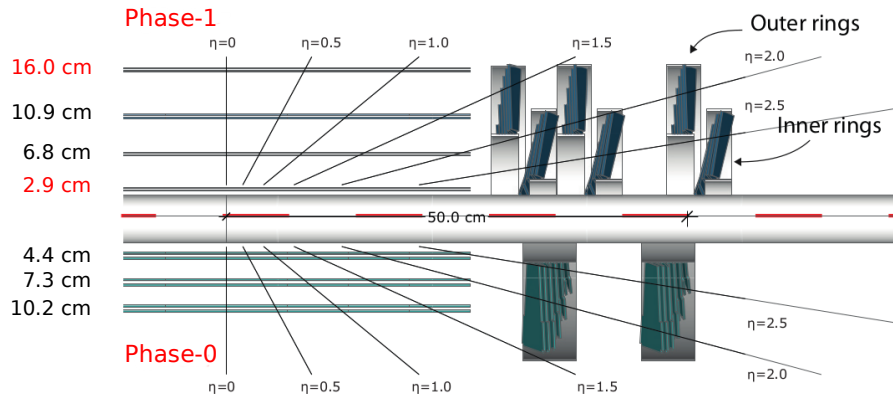 Phase-1
Outer rings
η=0
η=0.5
η=1.0
η=1.5
η=2.0
16.0 cm
η=2.5
10.9 cm
Inner rings
6.8 cm
2.9 cm
50.0 cm
4.4 cm
7.3 cm
10.2 cm
η=2.5
Phase-0
η=0
η=0.5
η=1.0
η=1.5
η=2.0